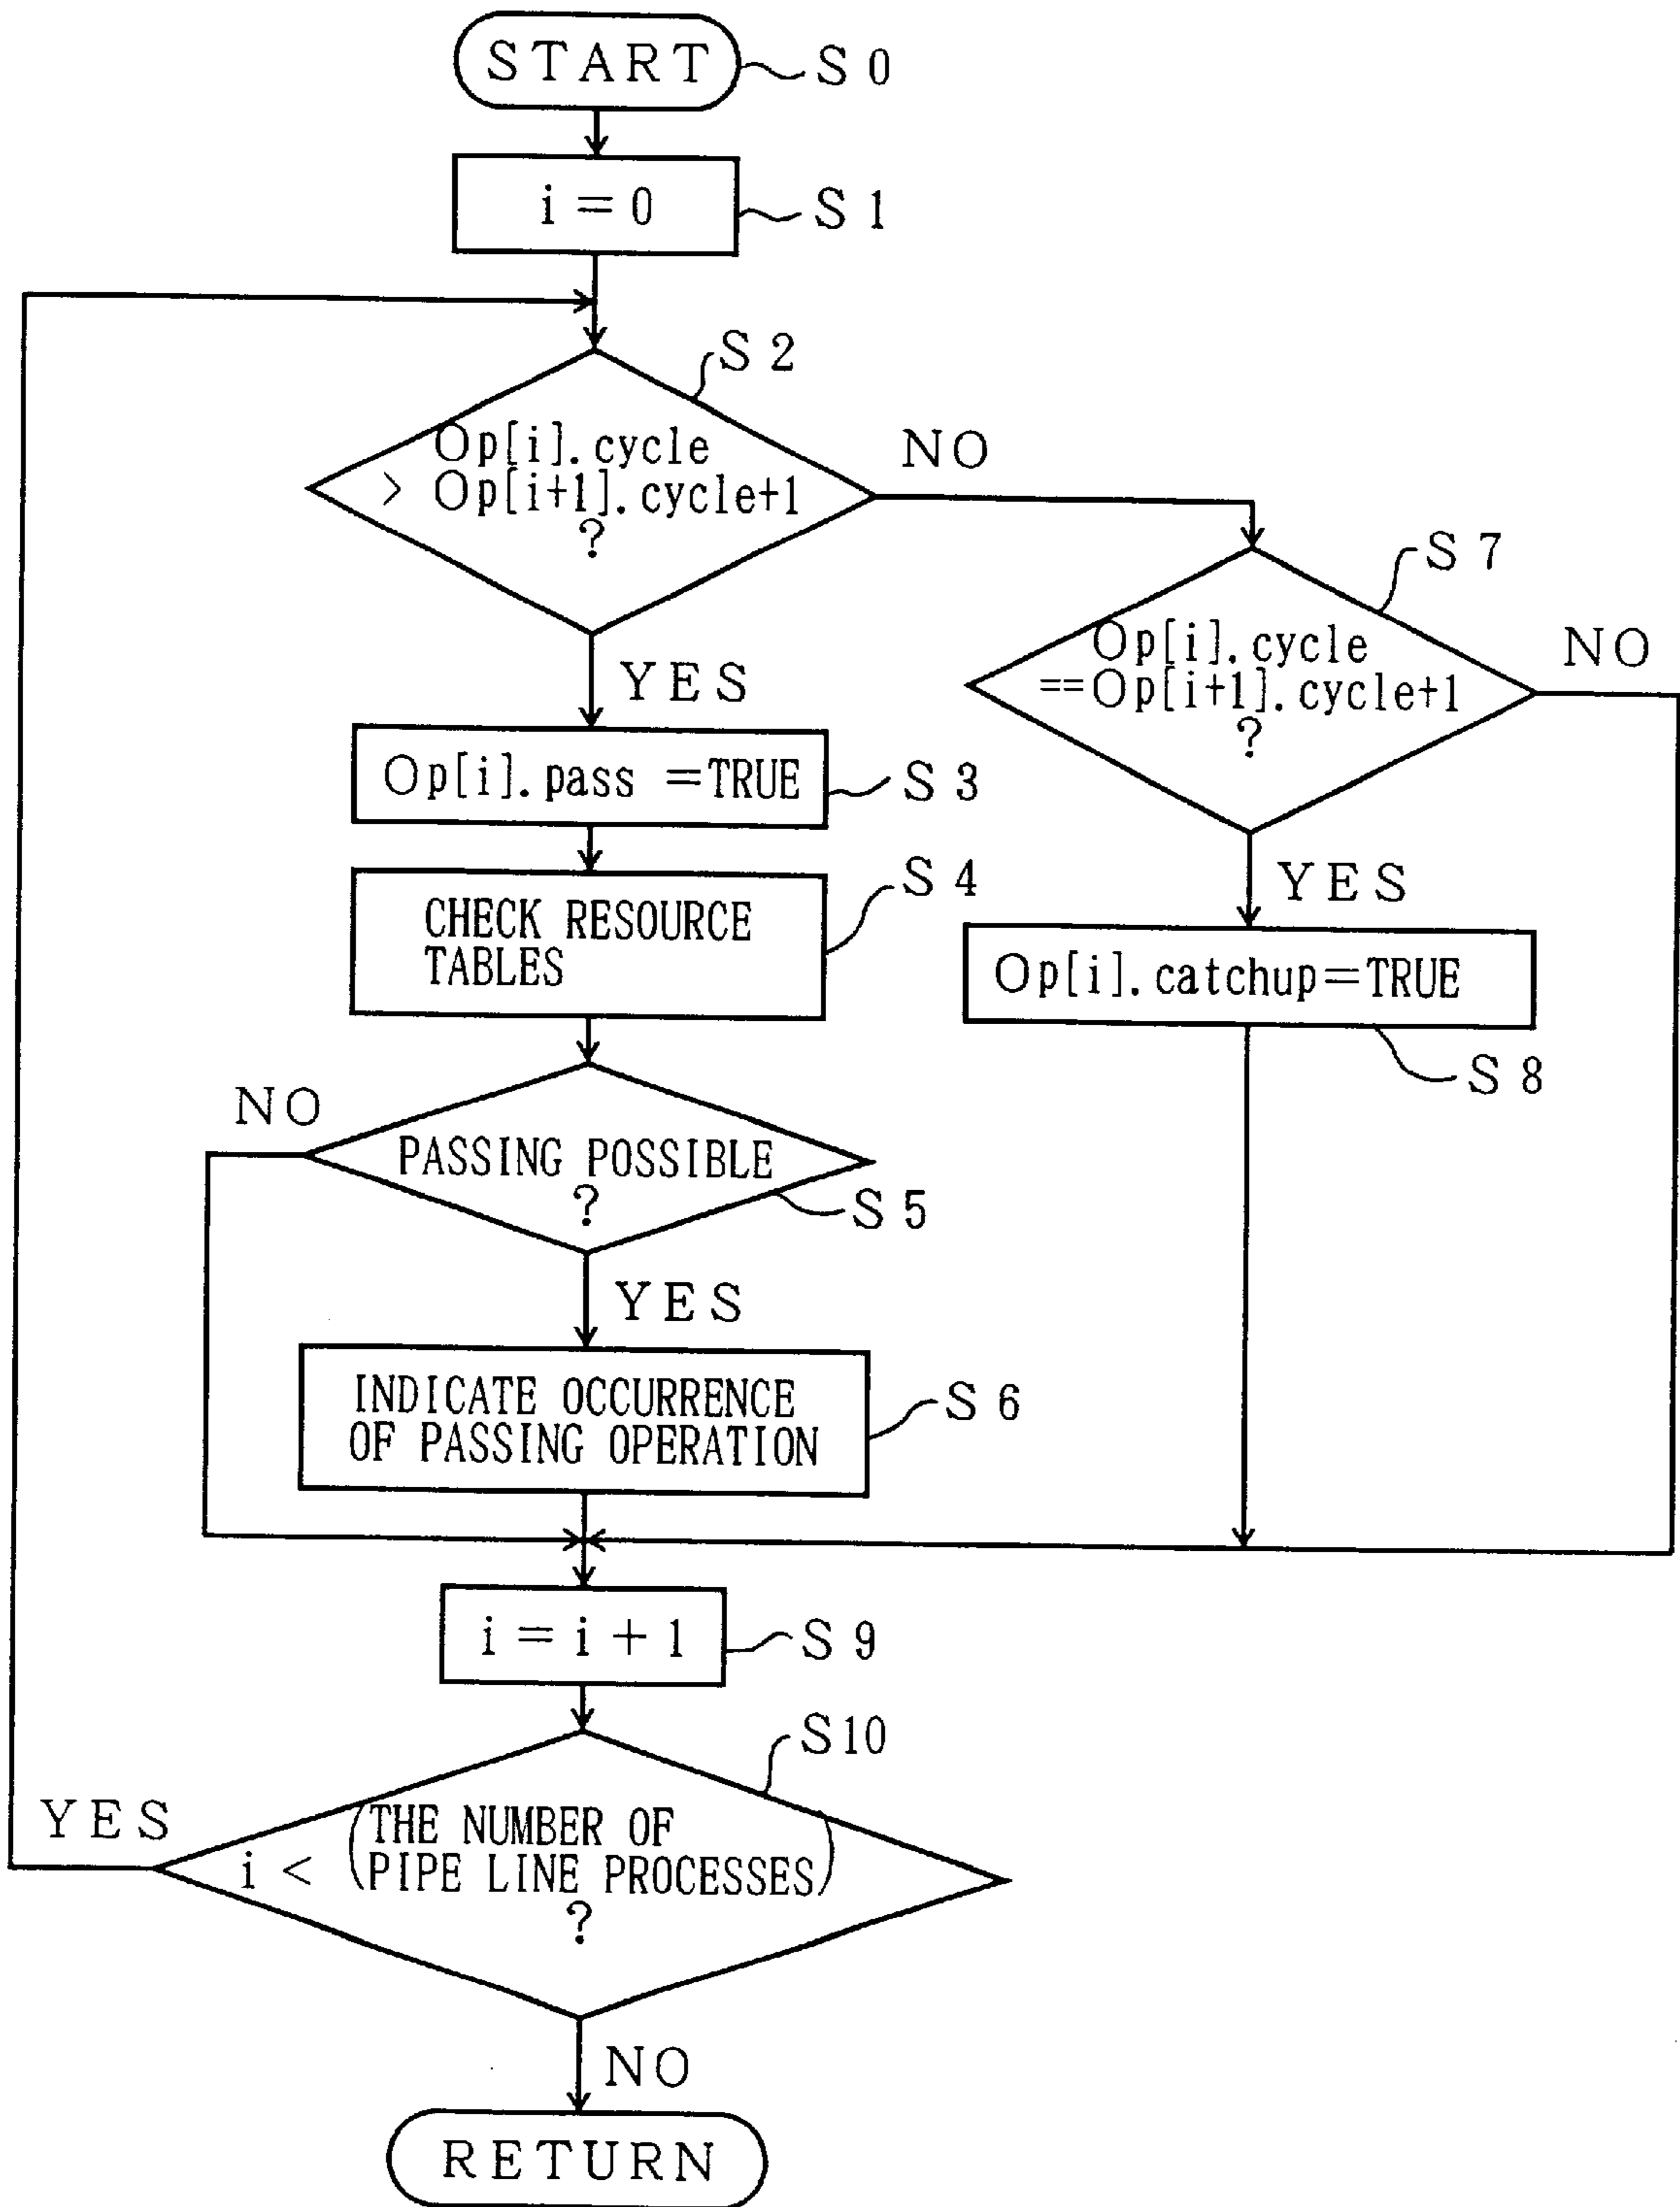 START
S0
i = 0
S1
S2
Op[i].cycle
> Op[i+1].cycle+1
?
NO
YES
S7
Op[i].cycle
==Op[i+1].cycle+1
?
NO
YES
Op[i].pass =TRUE
S3
CHECK RESOURCE
TABLES
S4
Op[i].catchup=TRUE
S8
NO
PASSING POSSIBLE
?
S5
YES
INDICATE OCCURRENCE
OF PASSING OPERATION
S6
i = i + 1
S9
S10
YES
i < (THE NUMBER OF
PIPE LINE PROCESSES)
?
NO
RETURN